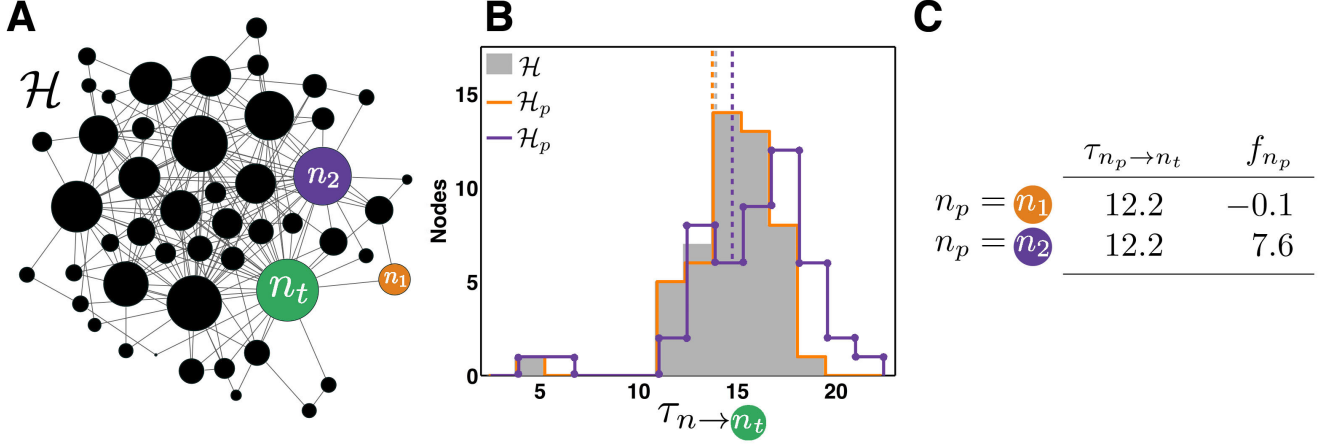 A
ℋ
n₂
n₁
nₜ
B
ℋ
ℋₚ
ℋₚ
Nodes
15
10
5
0
5
10
15
20
τₙ→nₜ
C
τₙₚ→nₜ fₙₚ
nₚ = n₁ 12.2 −0.1
nₚ = n₂ 12.2 7.6